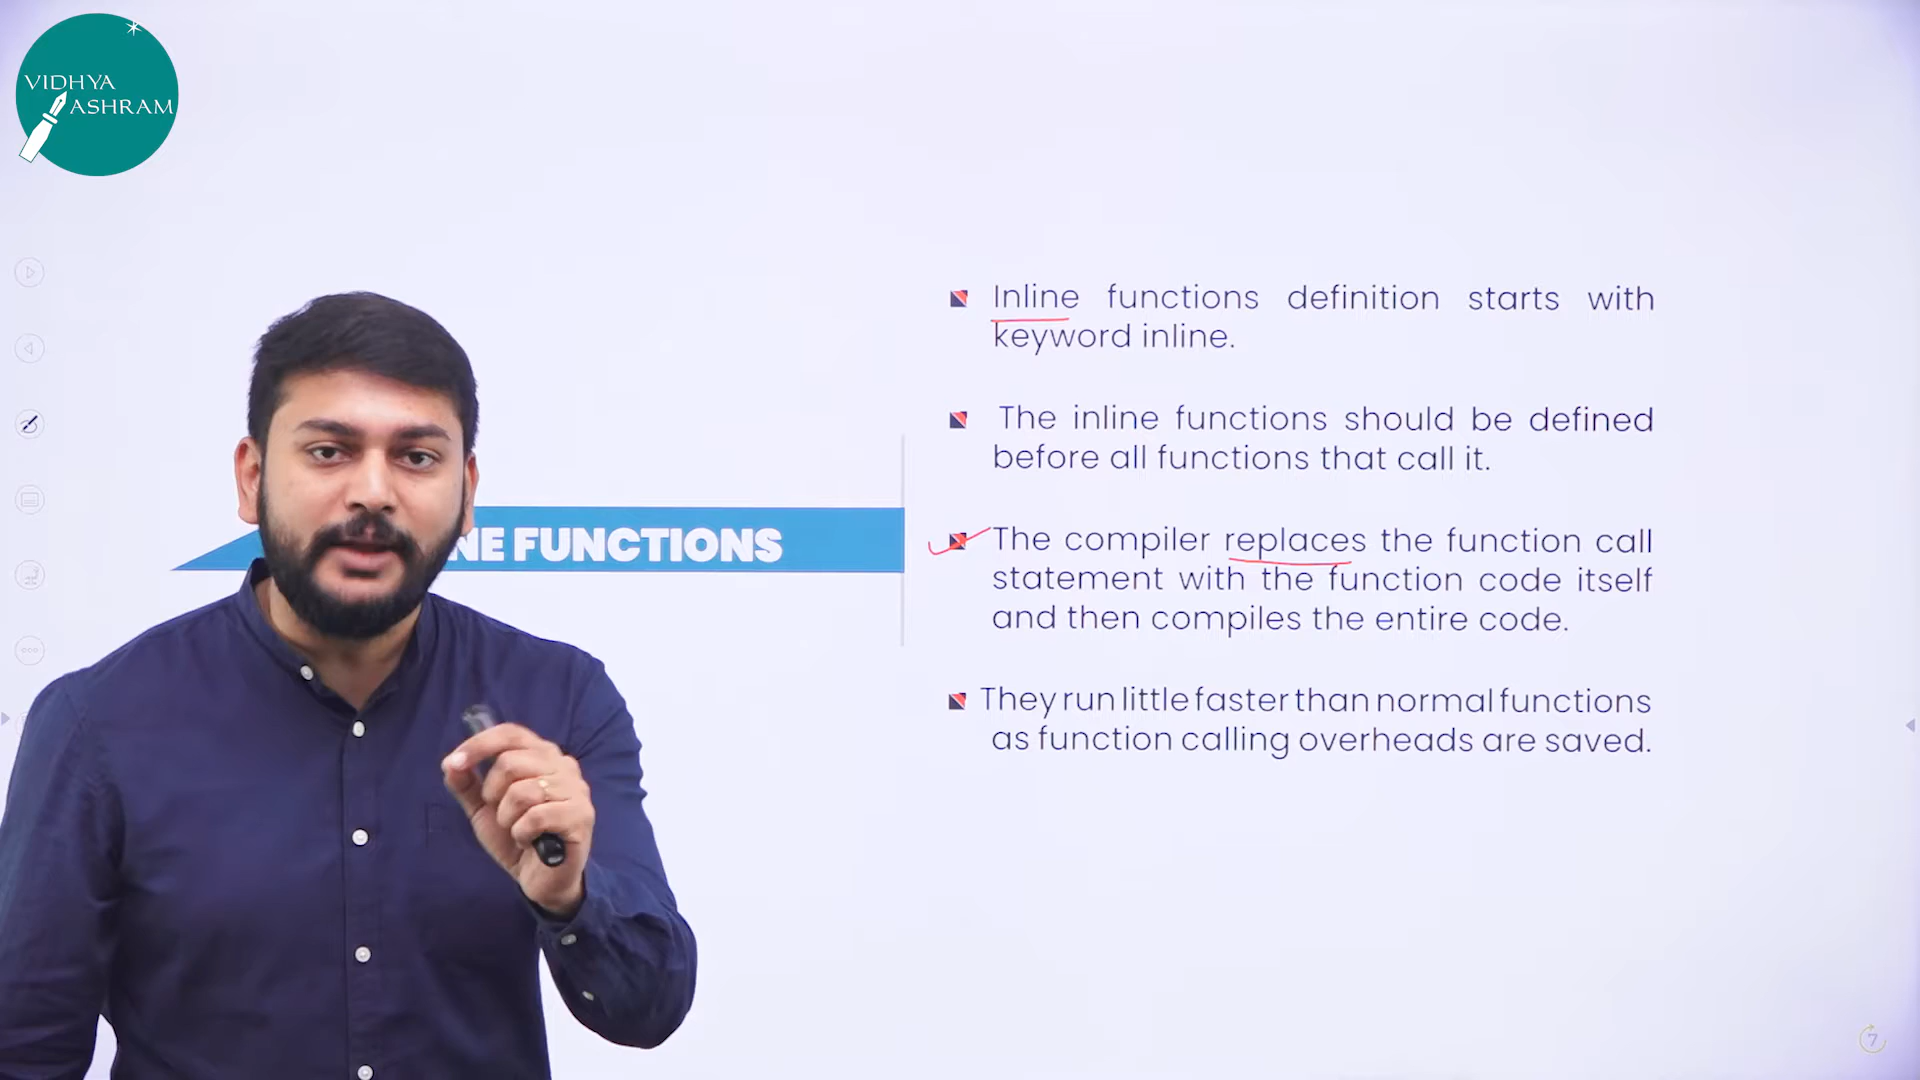 VIDHYA
ASHRAM
Inline functions definition starts with
keyword inline.
The inline functions should be defined
before all functions that call it.
NE FUNCTIONS
The compiler replaces the function call
statement with the function code itself
and then compiles the entire code.
They run little faster than normal functions
as function calling overheads are saved.
7